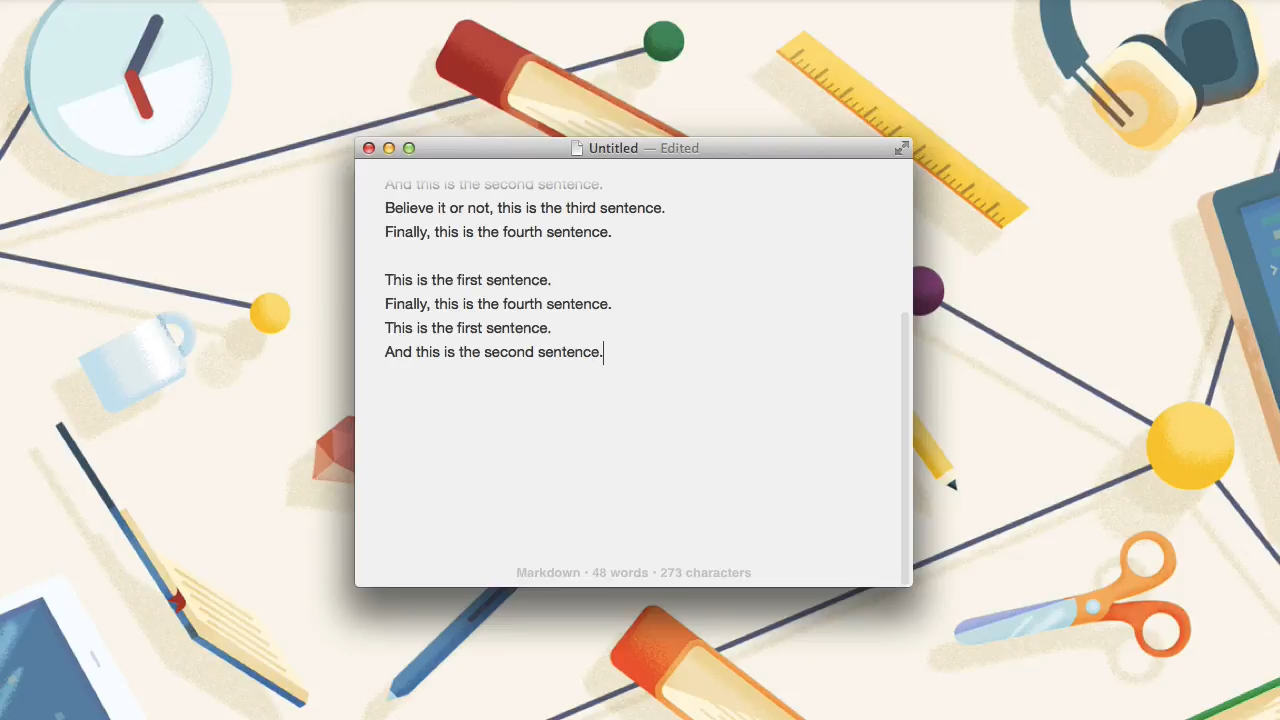 Untitled — Edited
And this is the second sentence.
Believe it or not, this is the third sentence.
Finally, this is the fourth sentence.
This is the first sentence.
Finally, this is the fourth sentence.
This is the first sentence.
And this is the second sentence.
Markdown · 48 words · 273 characters